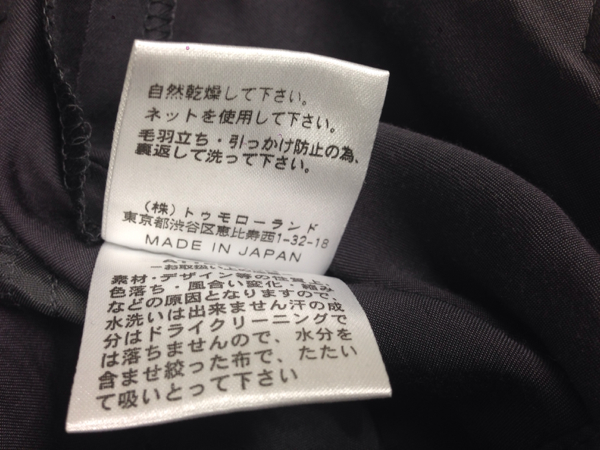 自然乾燥して下さい。
ネットを使用して下さい。
毛羽立ち・引っかけ防止の為、
裏返して洗って下さい。
(株)トゥモローランド
東京都渋谷区恵比寿西1-32-18
MADE IN JAPAN
素材・デザイン等の性質上
色落ち・風合い変化・縮み
などの原因となりますので、
水洗いは出来ません汗の成
分はドライクリーニングで
は落ちませんので、水分を
含ませ絞った布で、たたい
て吸いとって下さい